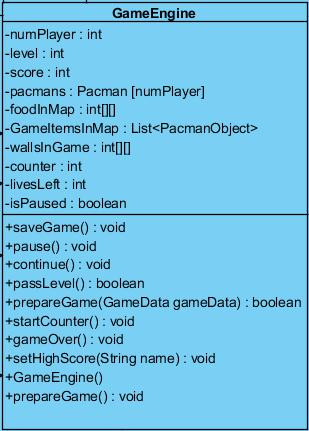 GameEngine
-numPlayer : int
-level : int
-score : int
-pacmans : Pacman [numPlayer]
-foodInMap : int[][]
-GameItemsInMap : List<PacmanObject>
-wallsInGame : int[][]
-counter : int
-livesLeft : int
-isPaused : boolean
+saveGame() : void
+pause() : void
+continue() : void
+passLevel() : boolean
+prepareGame(GameData gameData) : boolean
+startCounter() : void
+gameOver() : void
+setHighScore(String name) : void
+GameEngine()
+prepareGame() : void